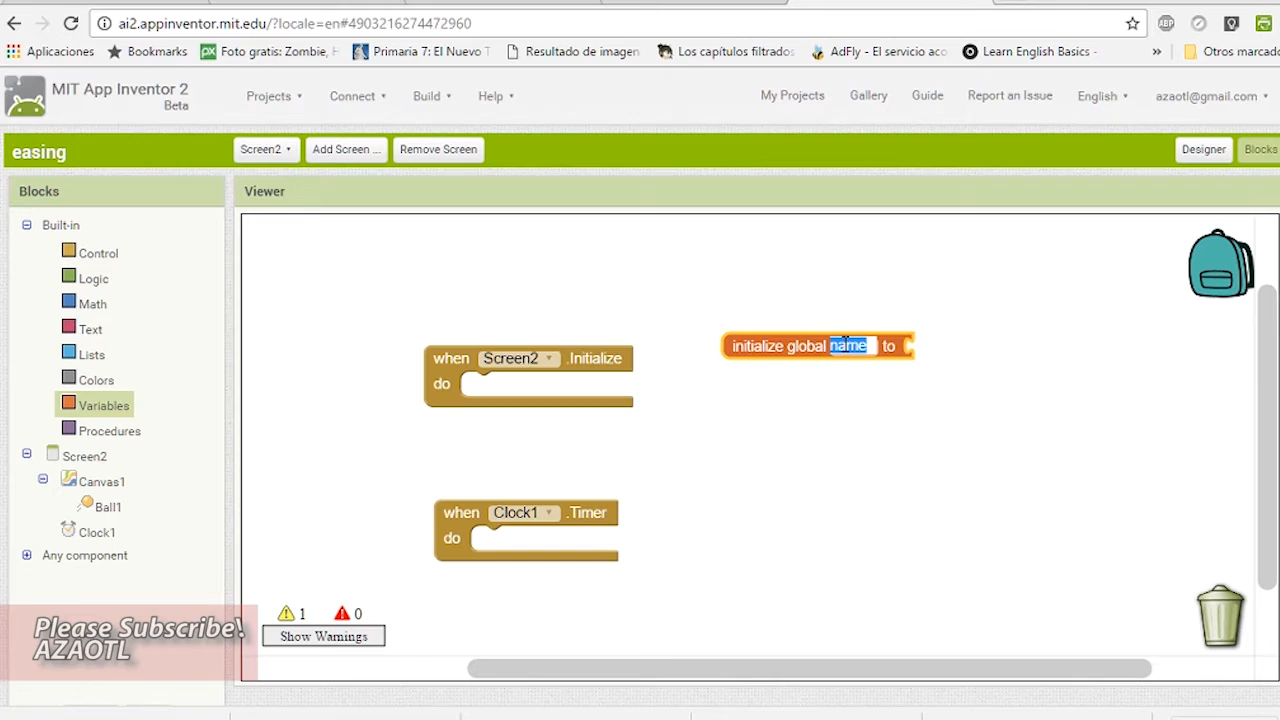 ai2.appinventor.mit.edu/?locale=en#4903216274472960
ABP
Aplicaciones
Bookmarks
px
Foto gratis: Zombie, H
Primaria 7: El Nuevo T
Resultado de imagen
Los capítulos filtrados
AdFly - El servicio aco
Learn English Basics -
»
Otros marcado
MIT App Inventor 2
Beta
Projects
Connect
Build
Help
My Projects
Gallery
Guide
Report an Issue
English
azaotl@gmail.com
easing
Screen2
Add Screen ...
Remove Screen
Designer
Blocks
Blocks
Viewer
Built-in
Control
Logic
Math
Text
Lists
Colors
Variables
Procedures
Screen2
Canvas1
Ball1
Clock1
Any component
initialize global name to
when Screen2 .Initialize
do
when Clock1 .Timer
do
1 0
Show Warnings
Please Subscribe!
AZAOTL